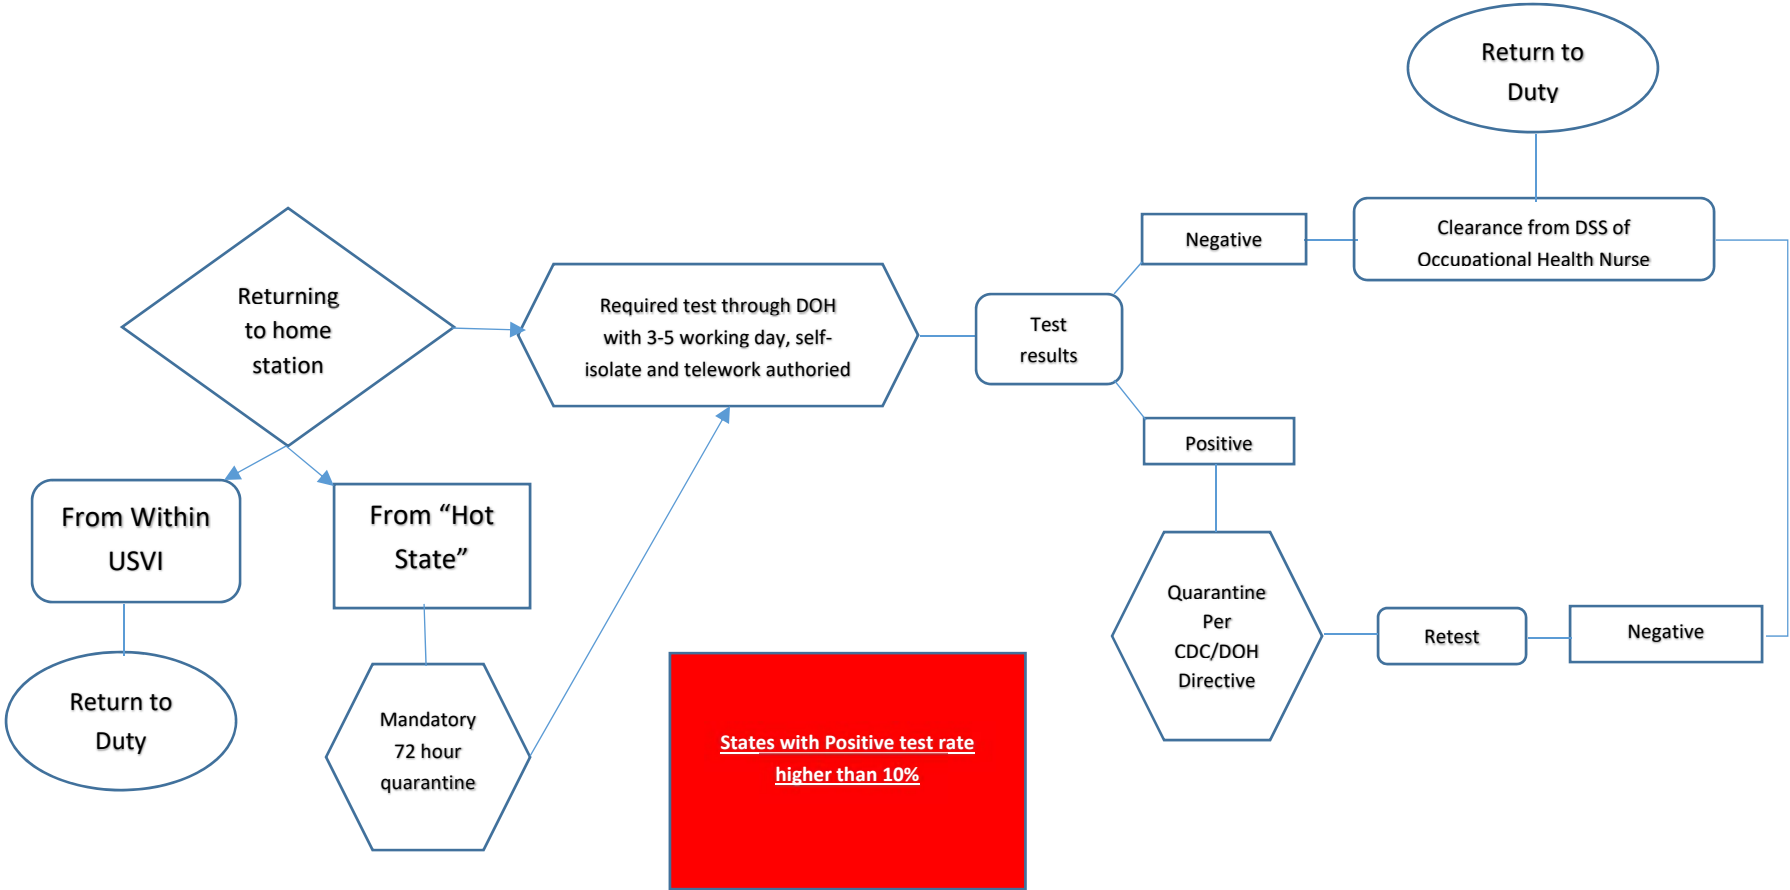 Return to
Duty
Negative
Clearance from DSS of
Occupational Health Nurse
Returning
to home
station
Required test through DOH
with 3-5 working day, self-
isolate and telework authoried
Test
results
Positive
From Within
USVI
From “Hot
State”
Quarantine
Per
CDC/DOH
Directive
Retest
Negative
Return to
Duty
Mandatory
72 hour
quarantine
States with Positive test rate
higher than 10%